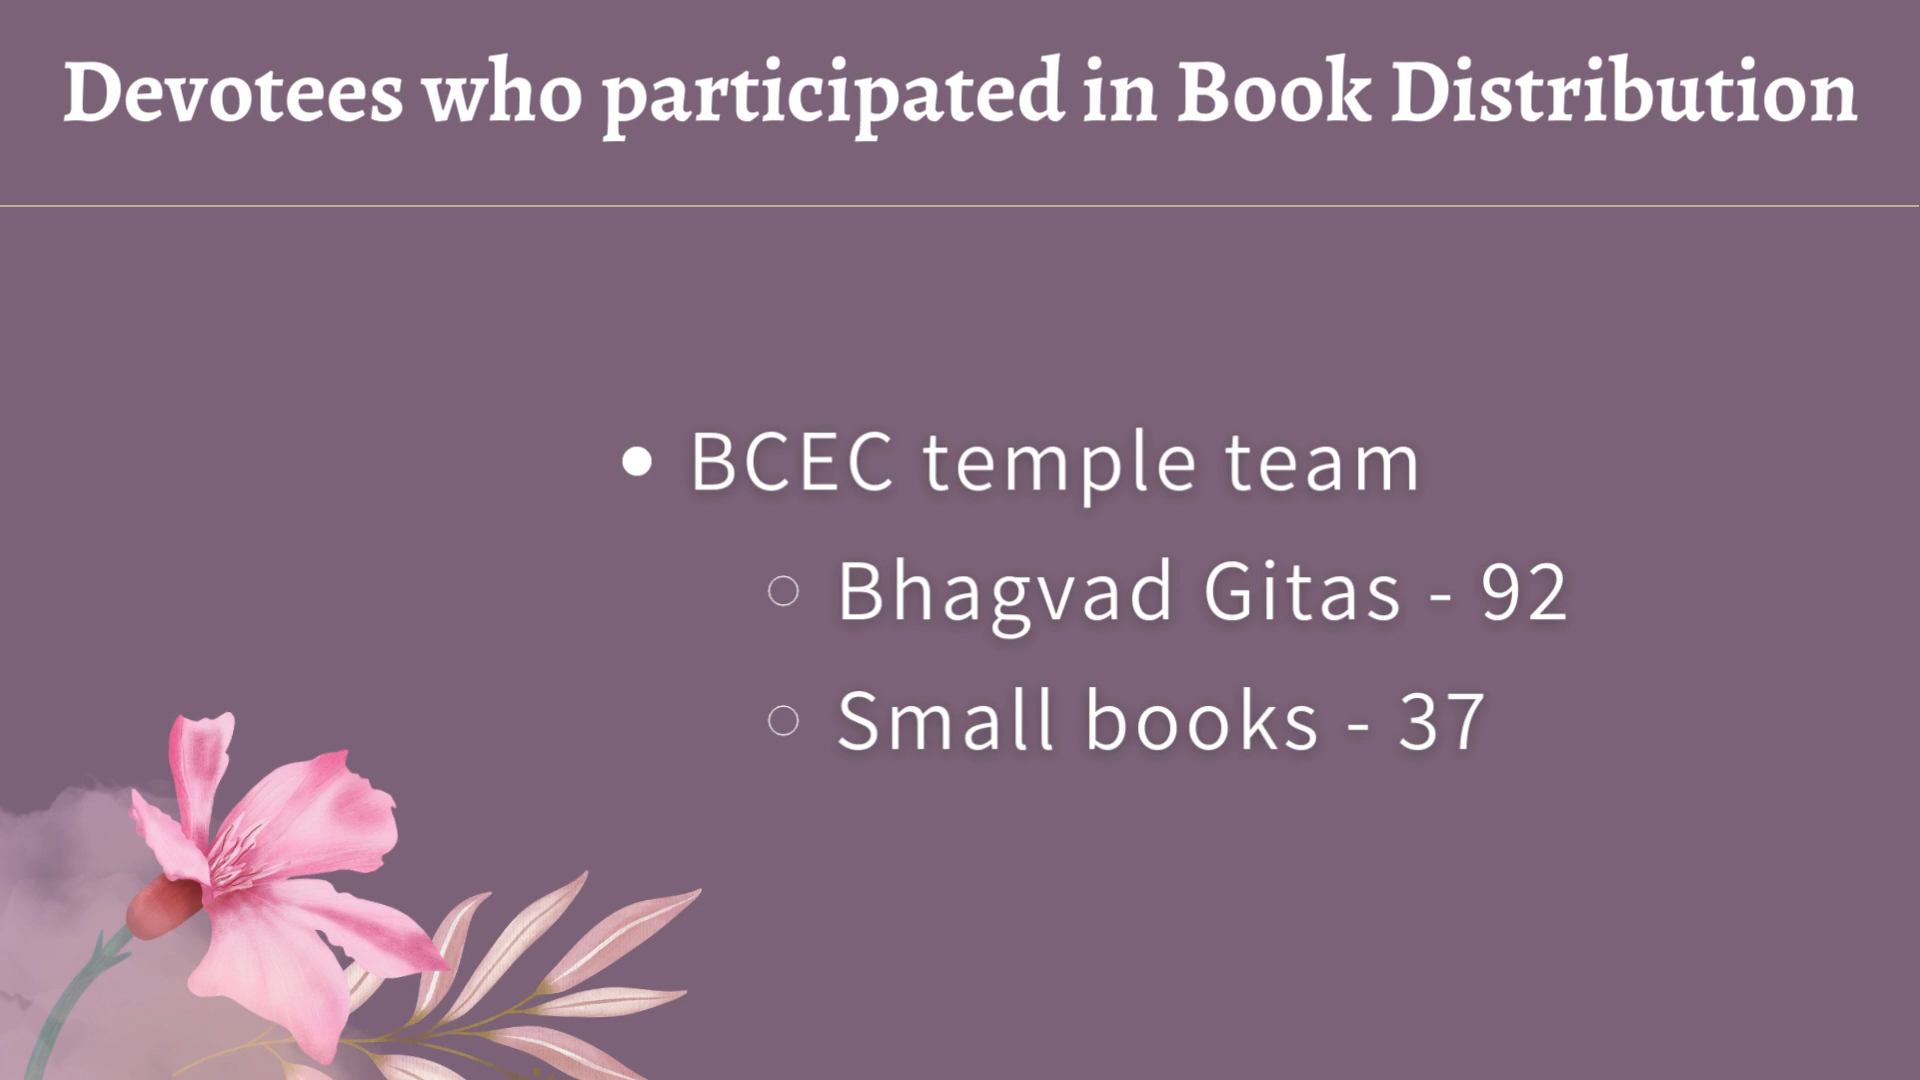 Devotees who participated in Book Distribution
• BCEC temple team
○ Bhagvad Gitas - 92
○ Small books - 37